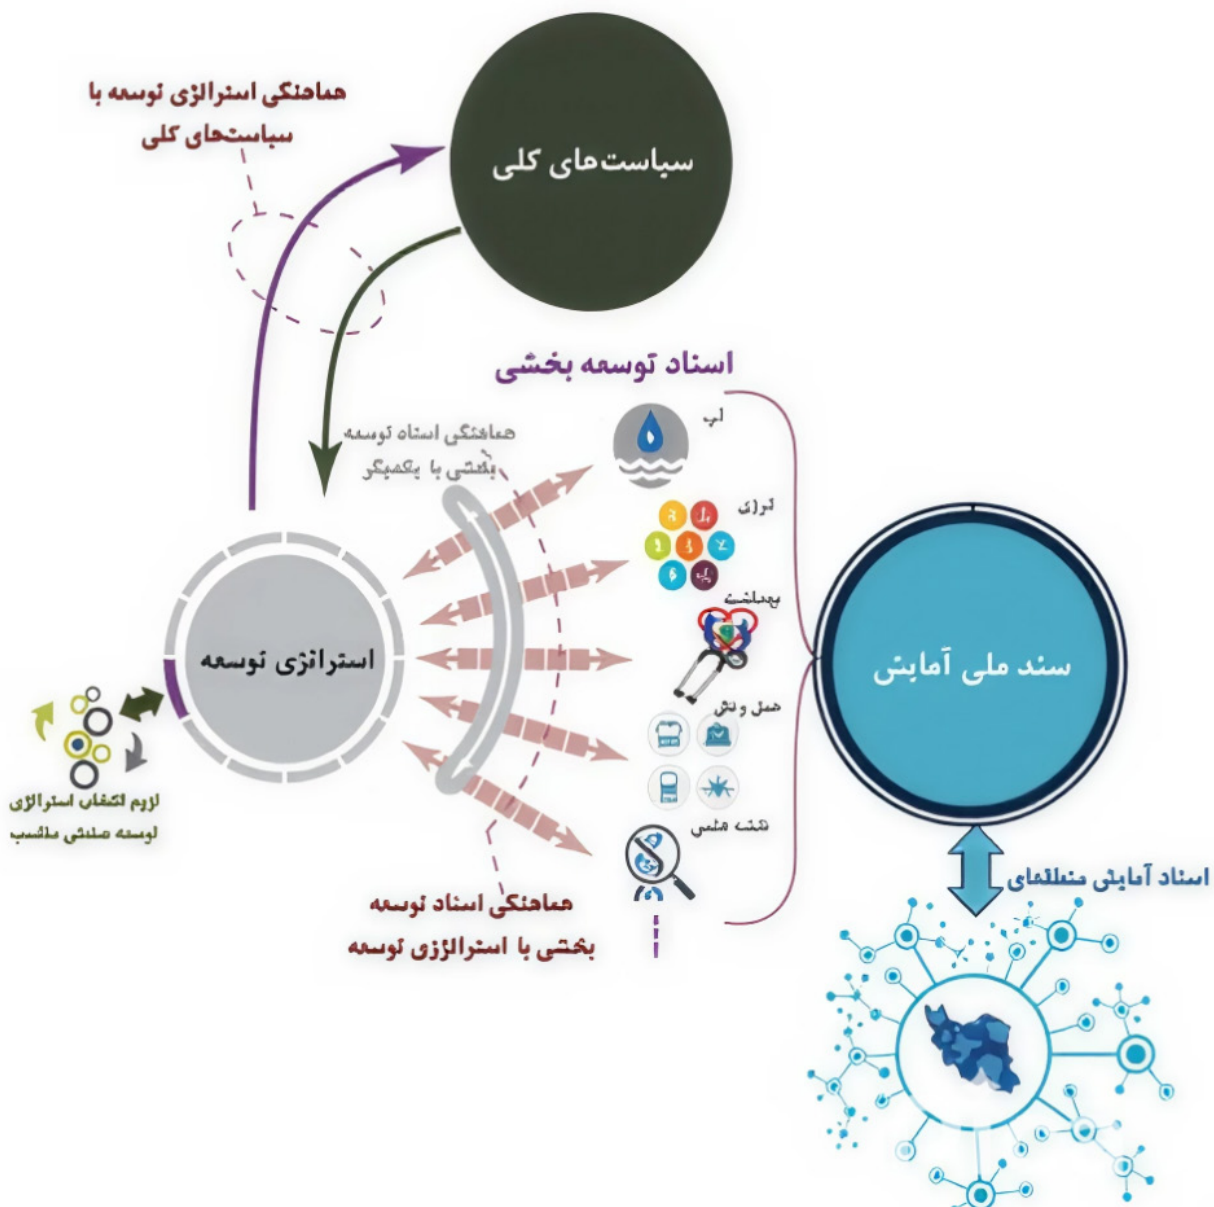 هماهنگی استراتژی توسعه با
سیاست‌های کلی
سیاست‌های کلی
اسناد توسعه بخشی
هماهنگی اسناد توسعه
بخشی با یکدیگر
آب
انرژی
بهداشت
حمل و نقل
استراتژی توسعه
سند ملی آمایش
لزوم انتخاب استراتژی
توسعه صنعتی مناسب
هماهنگی اسناد توسعه
بخشی با استراتژی توسعه
اسناد آمایش منطقه‌ای